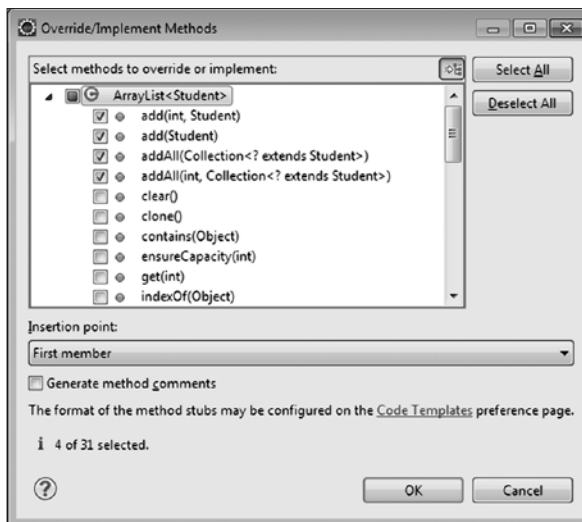 Override/Implement Methods
Select methods to override or implement:
Select All
Deselect All
ArrayList<Student>
add(int, Student)
add(Student)
addAll(Collection<? extends Student>)
addAll(int, Collection<? extends Student>)
clear()
clone()
contains(Object)
ensureCapacity(int)
get(int)
indexOf(Object)
Insertion point:
First member
Generate method comments
The format of the method stubs may be configured on the Code Templates preference page.
i 4 of 31 selected.
?
OK
Cancel